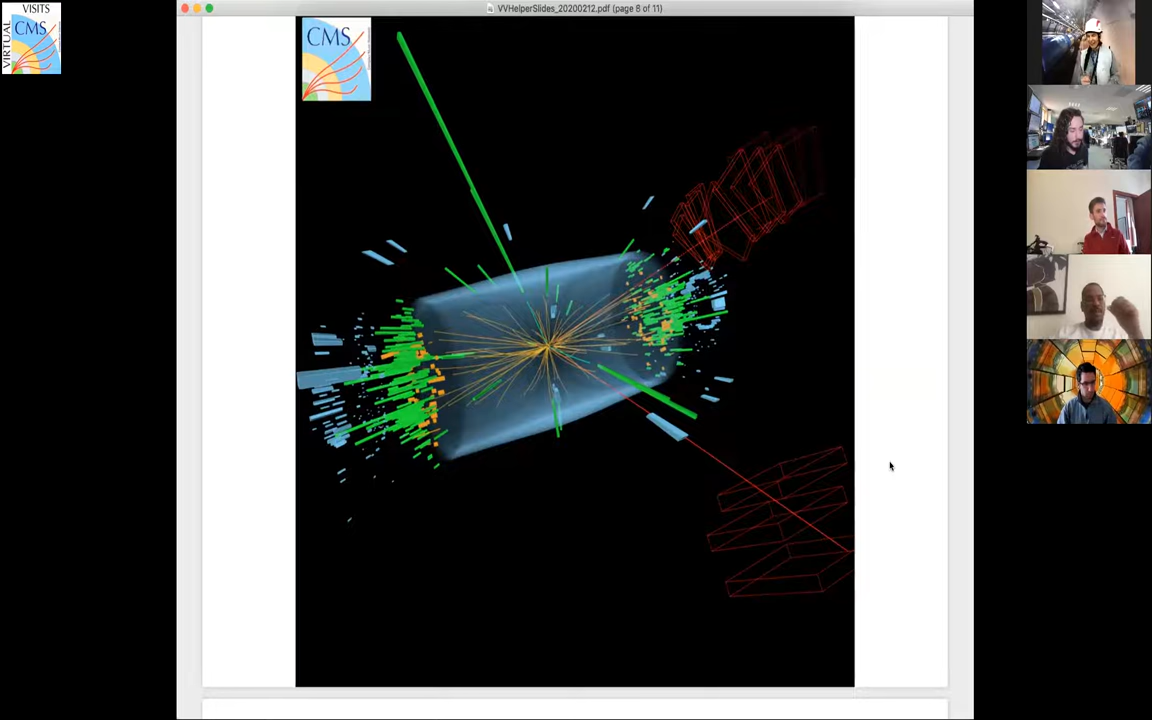 VISITS
VIRTUAL
CMS
VVHelperSlides_20200212.pdf (page 8 of 11)
CMS